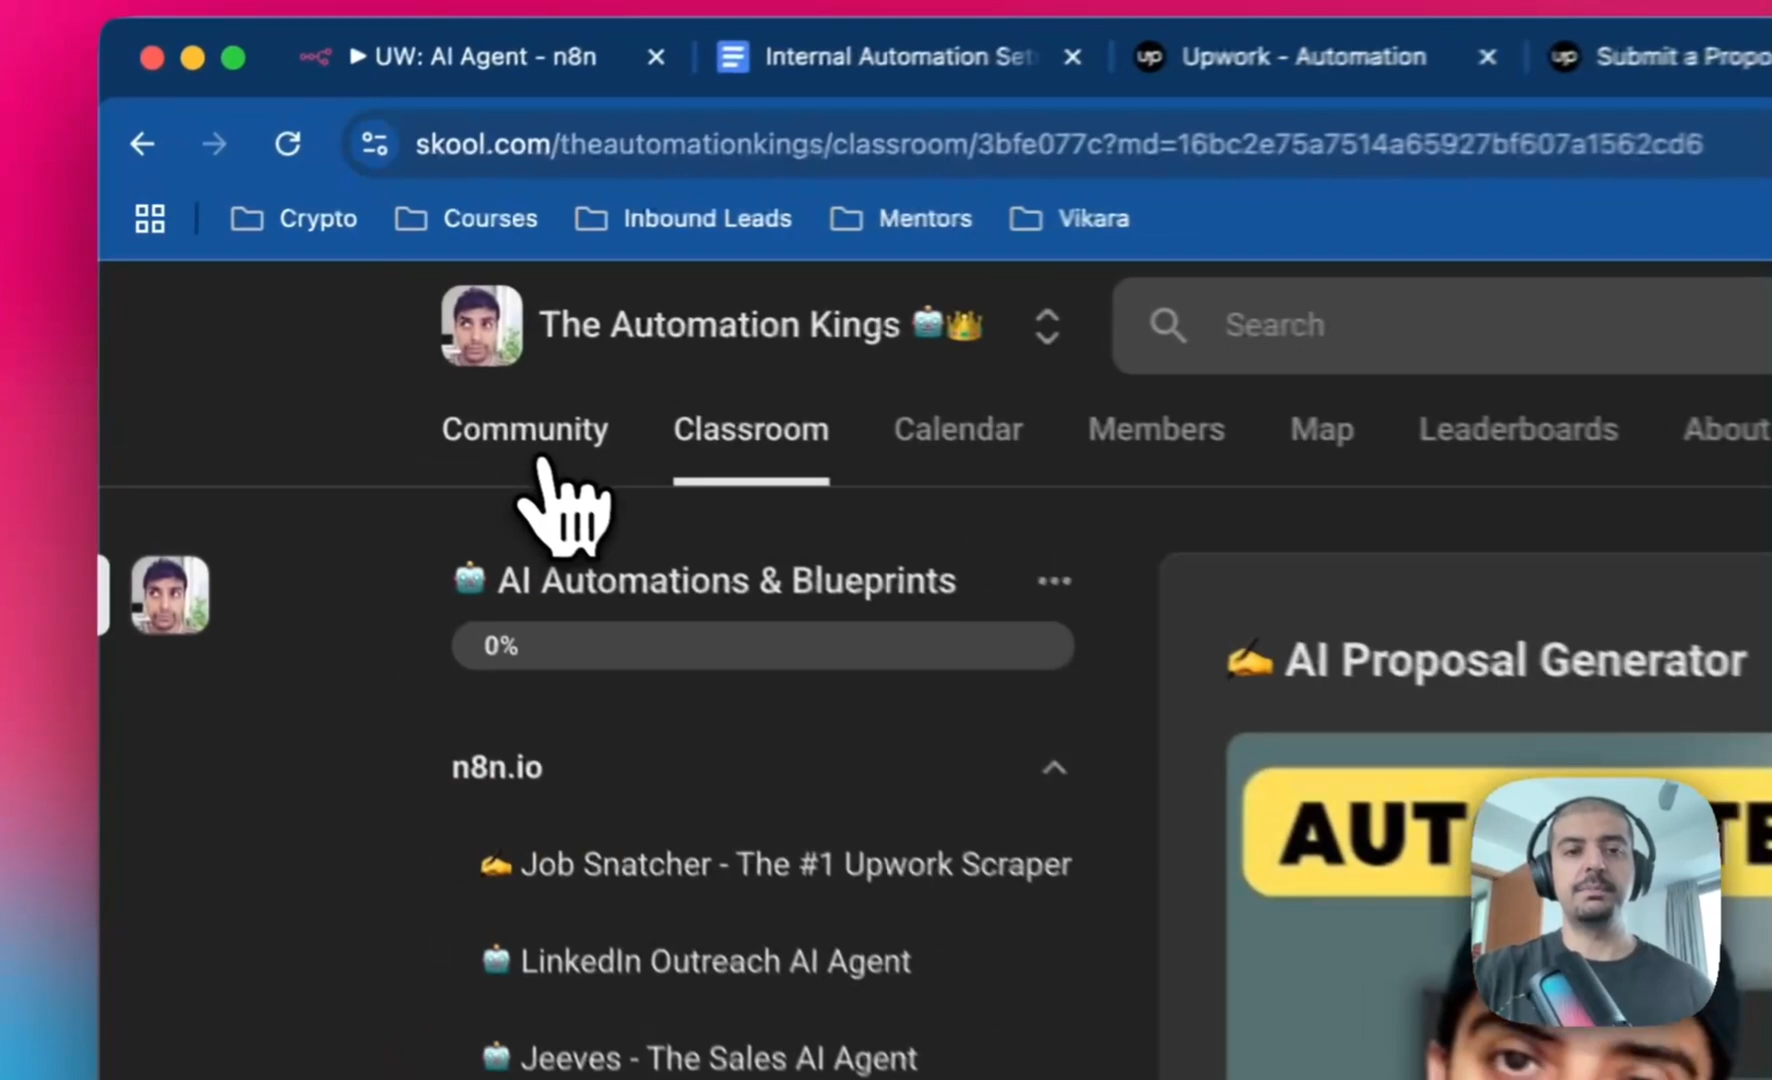 UW: AI Agent - n8n
Internal Automation Set
Upwork - Automation
Submit a Propo
skool.com/theautomationkings/classroom/3bfe077c?md=16bc2e75a7514a65927bf607a1562cd6
Crypto
Courses
Inbound Leads
Mentors
Vikara
The Automation Kings 🤖👑
Search
Community
Classroom
Calendar
Members
Map
Leaderboards
About
🤖 AI Automations & Blueprints
0%
✍️ AI Proposal Generator
n8n.io
AUT
TE
✍️ Job Snatcher - The #1 Upwork Scraper
🤖 LinkedIn Outreach AI Agent
🤖 Jeeves - The Sales AI Agent